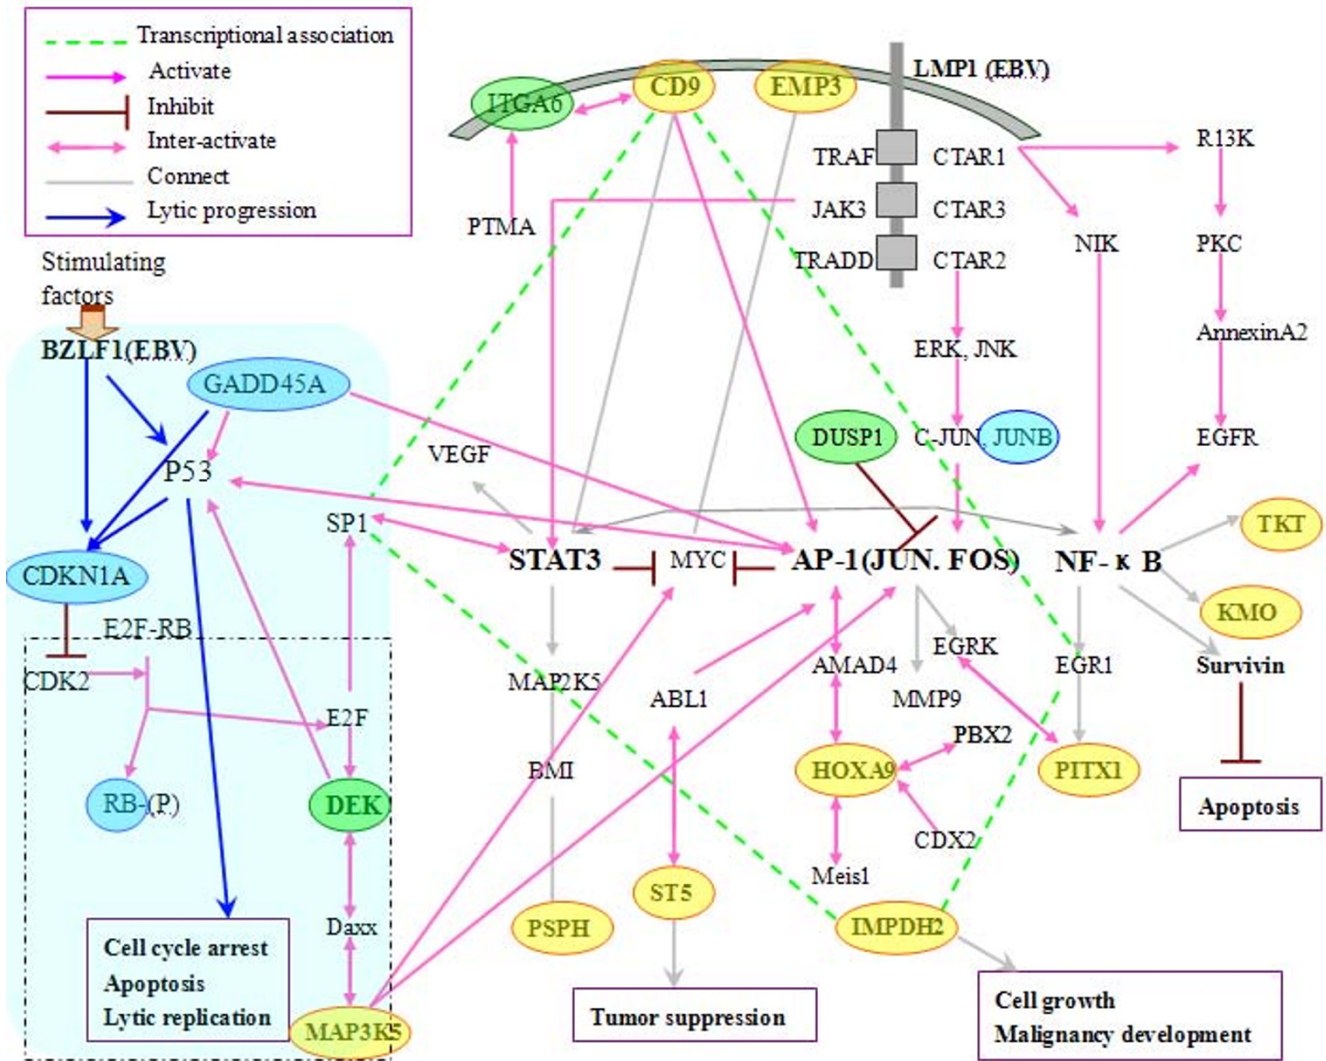 Transcriptional association
Activate
Inhibit
Inter-activate
Connect
Lytic progression
ITGA6
CD9
EMP3
LMP1 (EBV)
TRAF
CTAR1
R13K
JAK3
CTAR3
PTMA
NIK
PKC
TRADD
CTAR2
Stimulating
factors
BZLF1(EBV)
ERK, JNK
AnnexinA2
GADD45A
DUSP1
C-JUN, JUNB
EGFR
VEGF
P53
SP1
TKT
STAT3
MYC
AP-1(JUN. FOS)
NF- κ B
CDKN1A
KMO
E2F-RB
EGRK
CDK2
MAP2K5
AMAD4
EGR1
Survivin
ABL1
MMP9
E2F
PBX2
BMI
HOXA9
PITX1
RB-(P)
DEK
Apoptosis
CDX2
Meis1
ST5
Daxx
PSPH
IMPDH2
Cell cycle arrest
Apoptosis
Lytic replication
MAP3K5
Tumor suppression
Cell growth
Malignancy development